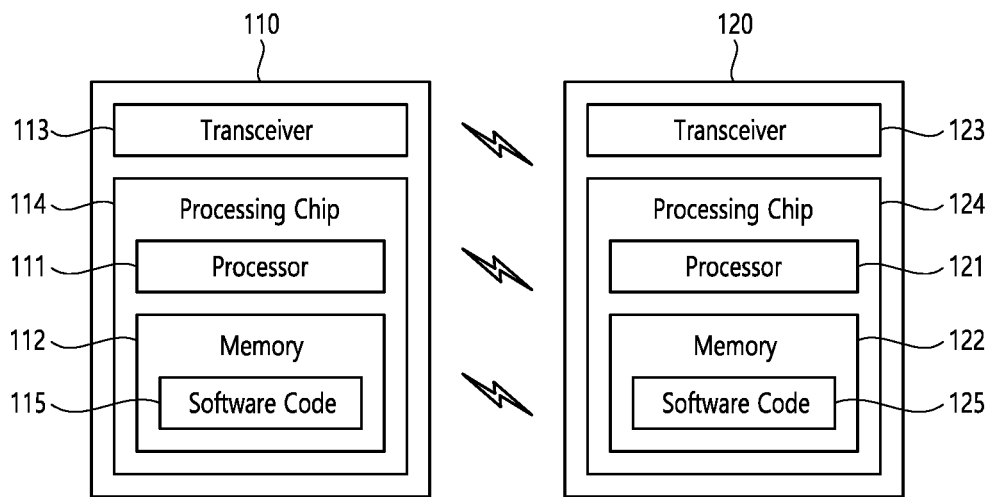 110 120
113 Transceiver Transceiver 123
114 Processing Chip Processing Chip 124
111 Processor Processor 121
112 Memory Memory 122
115 Software Code Software Code 125